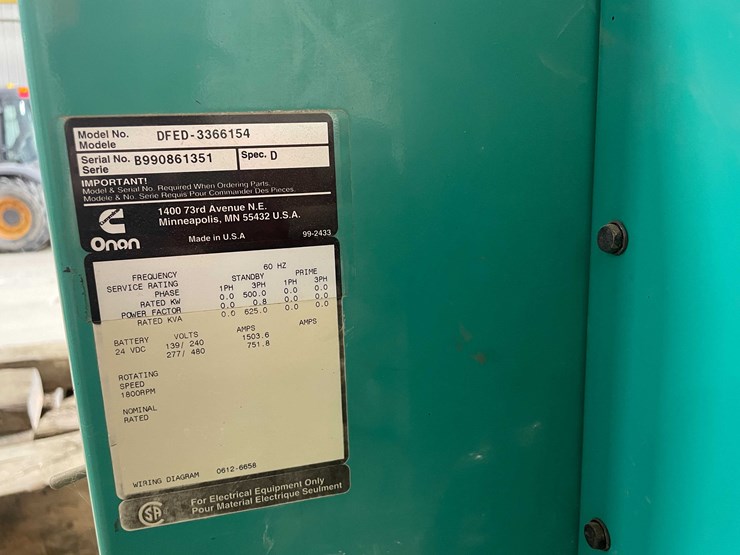 Model No. DFED-3366154
Modele
Serial No. B990861351 Spec. D
Serie
IMPORTANT!
Model & Serial No. Required When Ordering Parts.
Modele & No. Serie Requis Pour Commander Des Pieces.
Onan
1400 73rd Avenue N.E.
Minneapolis, MN 55432 U.S.A.
Made in U.S.A 99-2433
FREQUENCY 60 HZ
SERVICE RATING STANDBY PRIME
PHASE 1PH 3PH 1PH 3PH
RATED KW 0.0 500.0 0.0 0.0
POWER FACTOR 0.0 0.8 0.0 0.0
RATED KVA 0.0 625.0 0.0 0.0
BATTERY VOLTS AMPS AMPS
24 VDC 139/ 240 1503.6
277/ 480 751.8
ROTATING
SPEED
1800RPM
NOMINAL
RATED
WIRING DIAGRAM 0612-6658
SA
For Electrical Equipment Only
Pour Material Electrique Seulment